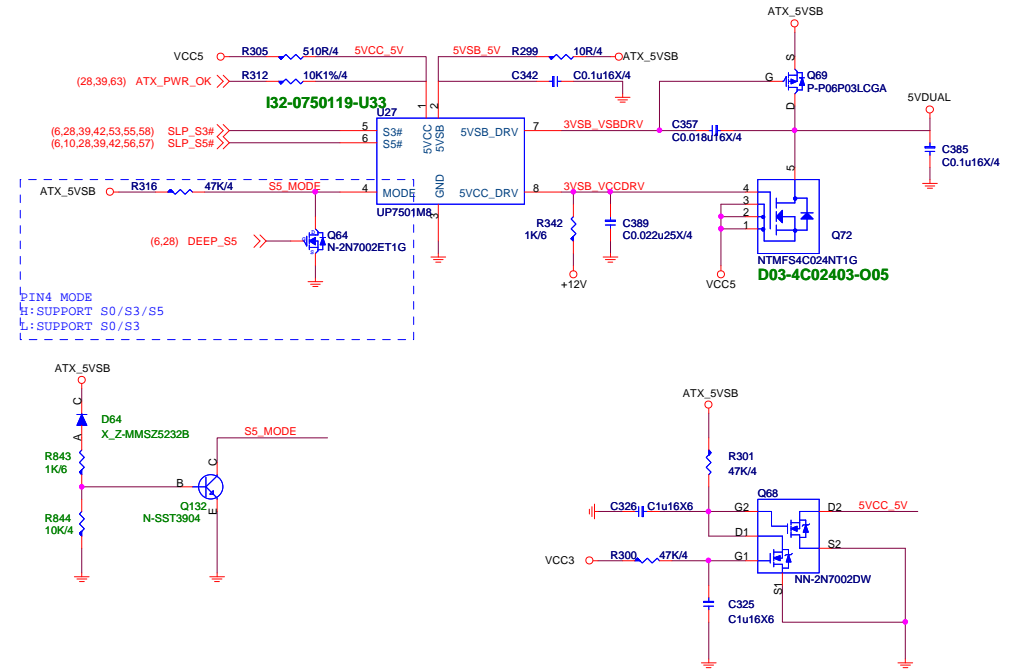 ATX_5VSB
VCC5 R305 510R/4 5VCC_5V 5VSB_5V R299 10R/4 ATX_5VSB
(28,39,63) ATX_PWR_OK R312 10K1%/4 C342 C0.1u16X/4
S G Q69
P-P06P03LCGA
D
5VDUAL
I32-0750119-U33
U27
1 2
(6,28,39,42,53,55,58) SLP_S3# 5 S3# 5VCC 5VSB 5VSB_DRV 7 3VSB_VSBDRV C357
C0.018u16X/4
(6,10,28,39,42,56,57) SLP_S5# 6 S5#
C385
C0.1u16X/4
ATX_5VSB R316 47K/4 S5_MODE 4 MODE GND 5VCC_DRV 8 3VSB_VCCDRV
UP7501M8
3
5
4
3
2
1
Q72
NTMFS4C024NT1G
D03-4C02403-O05
R342
1K/6
C389
C0.022u25X/4
+12V
VCC5
(6,28) DEEP_S5 Q64
N-2N7002ET1G
PIN4 MODE
H:SUPPORT S0/S3/S5
L:SUPPORT S0/S3
ATX_5VSB
C
D64
X_Z-MMSZ5232B
A
R843
1K/6
S5_MODE
C
B
Q132
N-SST3904
E
R844
10K/4
ATX_5VSB
R301
47K/4
Q68
C326 C1u16X6 G2 D2 5VCC_5V
D1
S2
VCC3 R300 47K/4 G1
NN-2N7002DW
S1
C325
C1u16X6